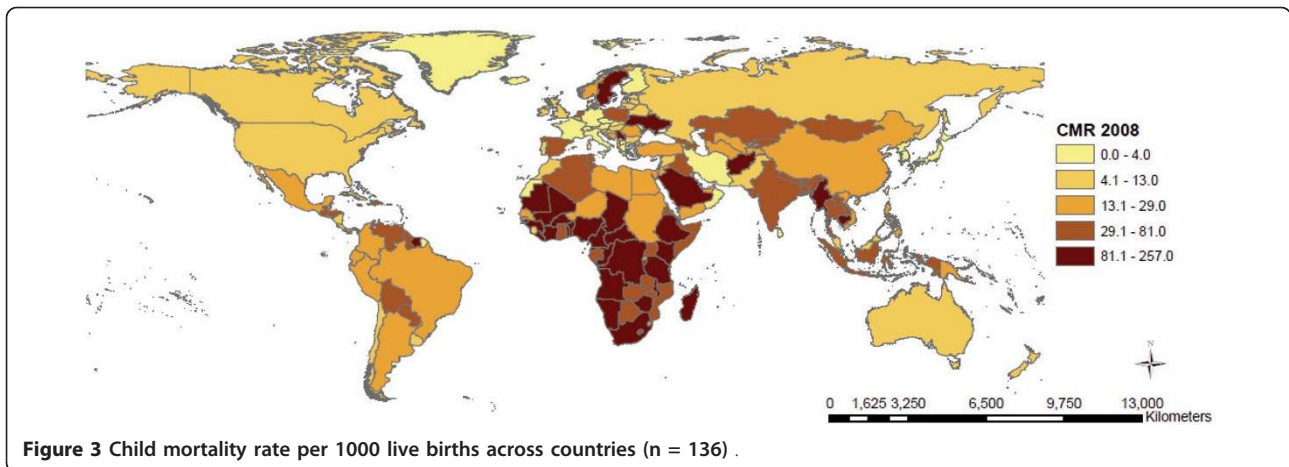 CMR 2008
0.0 - 4.0
4.1 - 13.0
13.1 - 29.0
29.1 - 81.0
81.1 - 257.0
N
0 1,625 3,250 6,500 9,750 13,000
Kilometers
Figure 3 Child mortality rate per 1000 live births across countries (n = 136) .